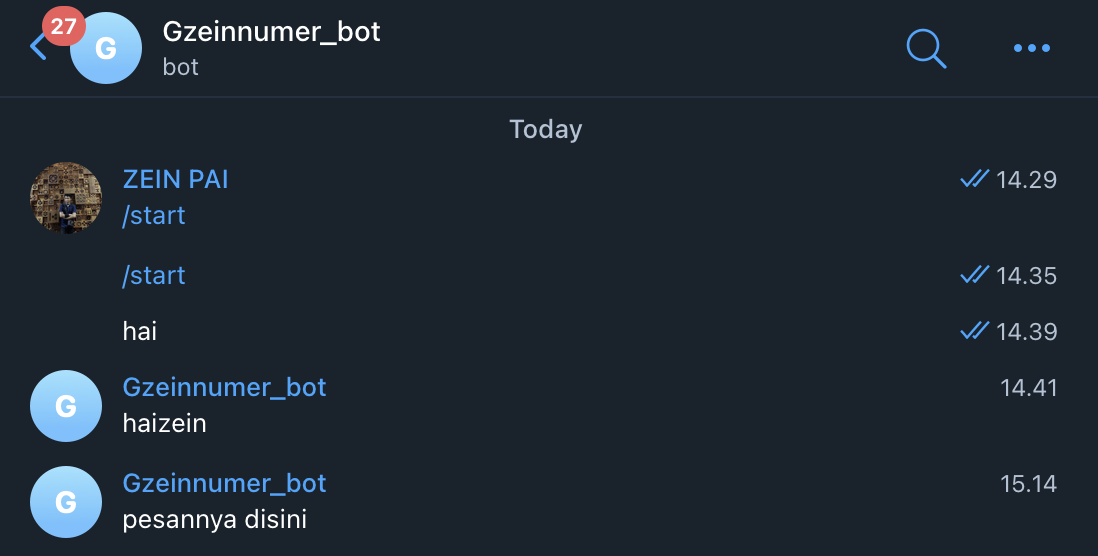 27
G
Gzeinnumer_bot
bot
Today
ZEIN PAI
14.29
/start
/start
14.35
hai
14.39
G
Gzeinnumer_bot
14.41
haizein
G
Gzeinnumer_bot
15.14
pesannya disini